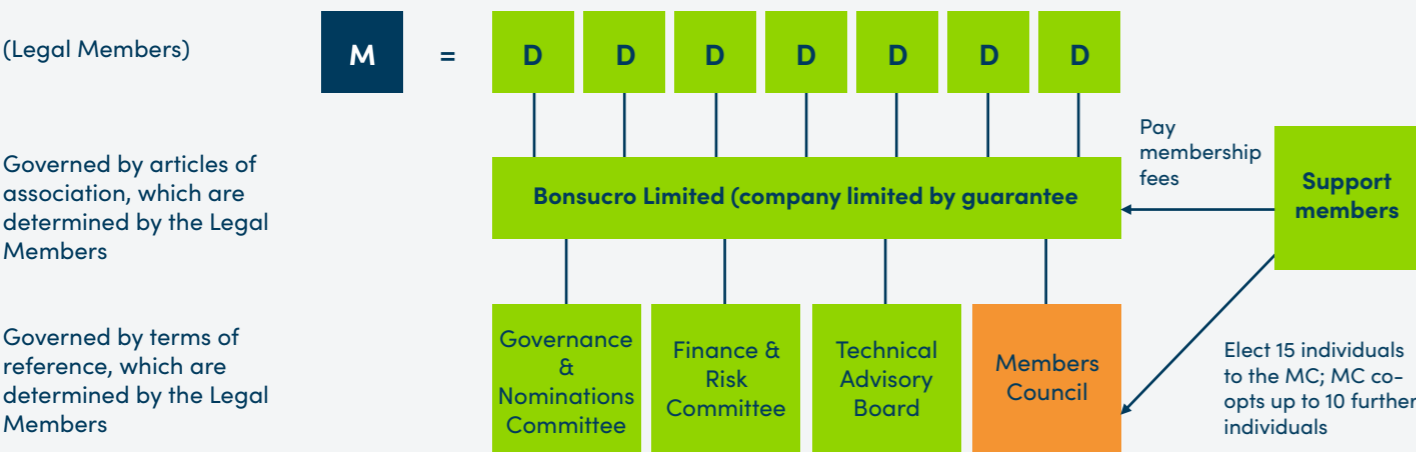 (Legal Members)
M
=
D D D D D D D
Governed by articles of
association, which are
determined by the Legal
Members
Bonsucro Limited (company limited by guarantee
Pay
membership
fees
Support
members
Governed by terms of
reference, which are
determined by the Legal
Members
Governance
&
Nominations
Committee
Finance &
Risk
Committee
Technical
Advisory
Board
Members
Council
Elect 15 individuals
to the MC; MC co-
opts up to 10 further
individuals